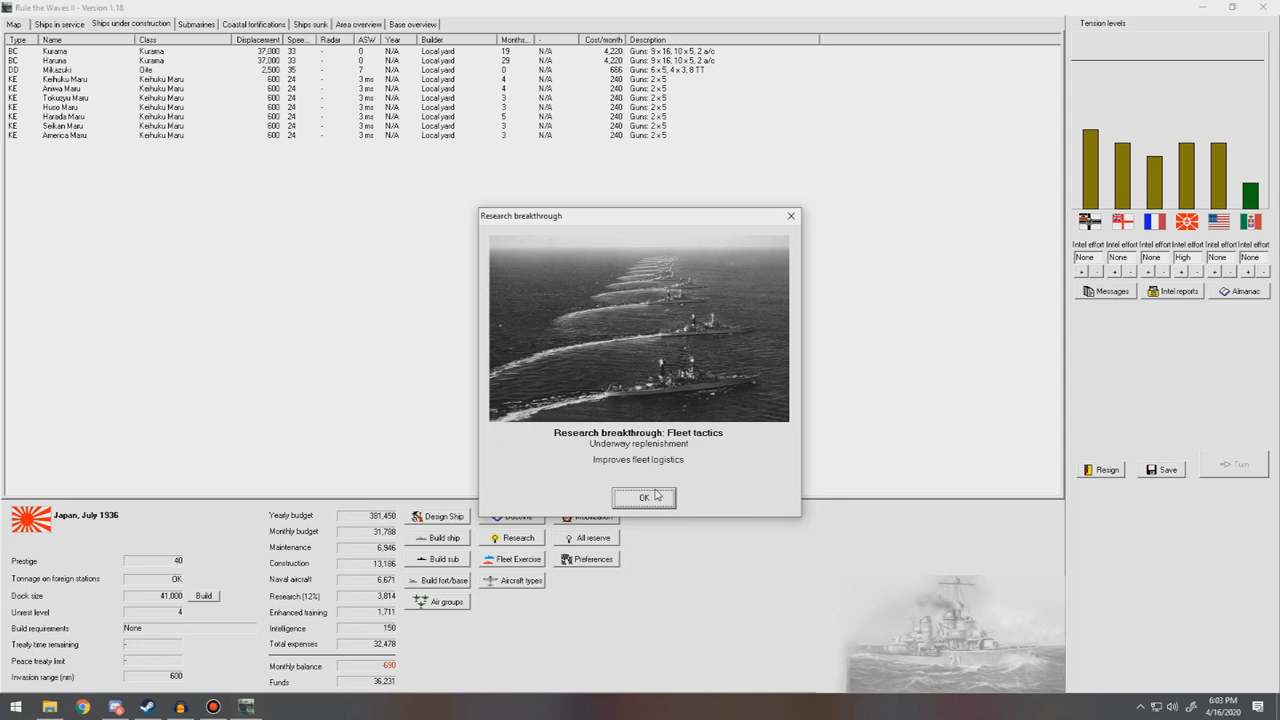 Rule the Waves II - Version 1.18
Map Ships in service Ships under construction Submarines Coastal fortifications Ships sunk Area overview Base overview
Type Name Class Displacement Spee... Radar ASW Year Builder Months... - Cost/month Description
BC Kurama Kurama 37,000 33 - 0 N/A Local yard 19 N/A 4,220 Guns: 9 x 16, 10 x 5, 2 a/c
BC Haruna Kurama 37,000 33 - 0 N/A Local yard 29 N/A 4,220 Guns: 9 x 16, 10 x 5, 2 a/c
DD Mikazuki Oite 2,500 35 - 7 N/A Local yard 0 N/A 666 Guns: 6 x 5, 4 x 3, 8 TT
KE Keihuku Maru Keihuku Maru 600 24 - 3 ms N/A Local yard 4 N/A 240 Guns: 2 x 5
KE Aniwa Maru Keihuku Maru 600 24 - 3 ms N/A Local yard 4 N/A 240 Guns: 2 x 5
KE Tokuzyu Maru Keihuku Maru 600 24 - 3 ms N/A Local yard 3 N/A 240 Guns: 2 x 5
KE Huso Maru Keihuku Maru 600 24 - 3 ms N/A Local yard 3 N/A 240 Guns: 2 x 5
KE Harada Maru Keihuku Maru 600 24 - 3 ms N/A Local yard 5 N/A 240 Guns: 2 x 5
KE Seikan Maru Keihuku Maru 600 24 - 3 ms N/A Local yard 3 N/A 240 Guns: 2 x 5
KE America Maru Keihuku Maru 600 24 - 3 ms N/A Local yard 3 N/A 240 Guns: 2 x 5
Tension levels
Intel effort Intel effort Intel effort Intel effort Intel effort Intel effort
None None None High None None
+ - + - + - + - + - + -
Messages Intel reports Almanac
Resign Save Turn
Research breakthrough
Research breakthrough: Fleet tactics
Underway replenishment
Improves fleet logistics
OK
Japan, July 1936
Prestige 40
Tonnage on foreign stations OK
Dock size 41,000 Build
Unrest level 4
Build requirements None
Treaty time remaining -
Peace treaty limit -
Invasion range (nm) 600
Yearly budget 381,450
Monthly budget 31,788
Maintenance 6,946
Construction 13,186
Naval aircraft 6,671
Research (12%) 3,814
Enhanced training 1,711
Intelligence 150
Total expenses 32,478
Monthly balance -690
Funds 36,231
Design Ship Doctrine Mobilization
Build ship Research All reserve
Build sub Fleet Exercise Preferences
Build fort/base Aircraft types
Air groups
6:03 PM
4/16/2020